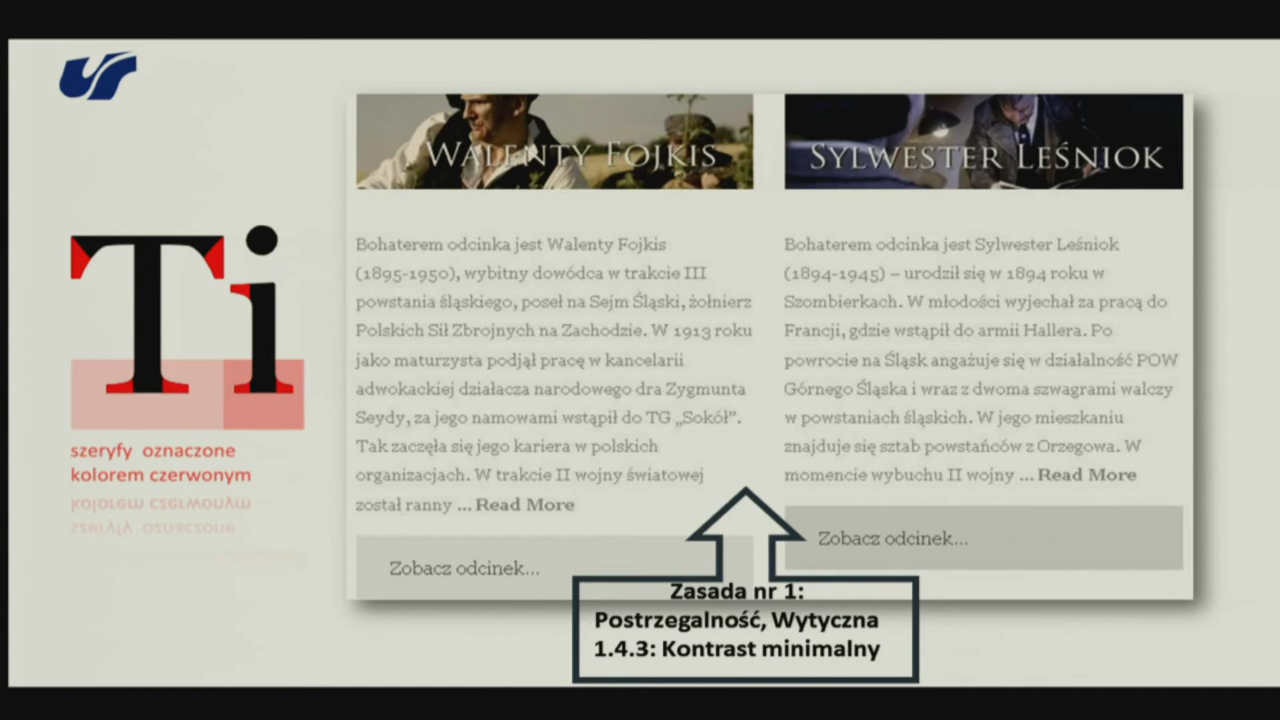 Ti
szeryfy oznaczone
kolorem czerwonym
WALENTY FOJKIS
Bohaterem odcinka jest Walenty Fojkis
(1895-1950), wybitny dowódca w trakcie III
powstania śląskiego, poseł na Sejm Śląski, żołnierz
Polskich Sił Zbrojnych na Zachodzie. W 1913 roku
jako maturzysta podjął pracę w kancelarii
adwokackiej działacza narodowego dra Zygmunta
Seydy, za jego namowami wstąpił do TG „Sokół”.
Tak zaczęła się jego kariera w polskich
organizacjach. W trakcie II wojny światowej
został ranny ... Read More
Zobacz odcinek...
SYLWESTER LEŚNIOK
Bohaterem odcinka jest Sylwester Leśniok
(1894-1945) – urodził się w 1894 roku w
Szombierkach. W młodości wyjechał za pracą do
Francji, gdzie wstąpił do armii Hallera. Po
powrocie na Śląsk angażuje się w działalność POW
Górnego Śląska i wraz z dwoma szwagrami walczy
w powstaniach śląskich. W jego mieszkaniu
znajduje się sztab powstańców z Orzegowa. W
momencie wybuchu II wojny ... Read More
Zobacz odcinek...
Zasada nr 1:
Postrzegalność, Wytyczna
1.4.3: Kontrast minimalny